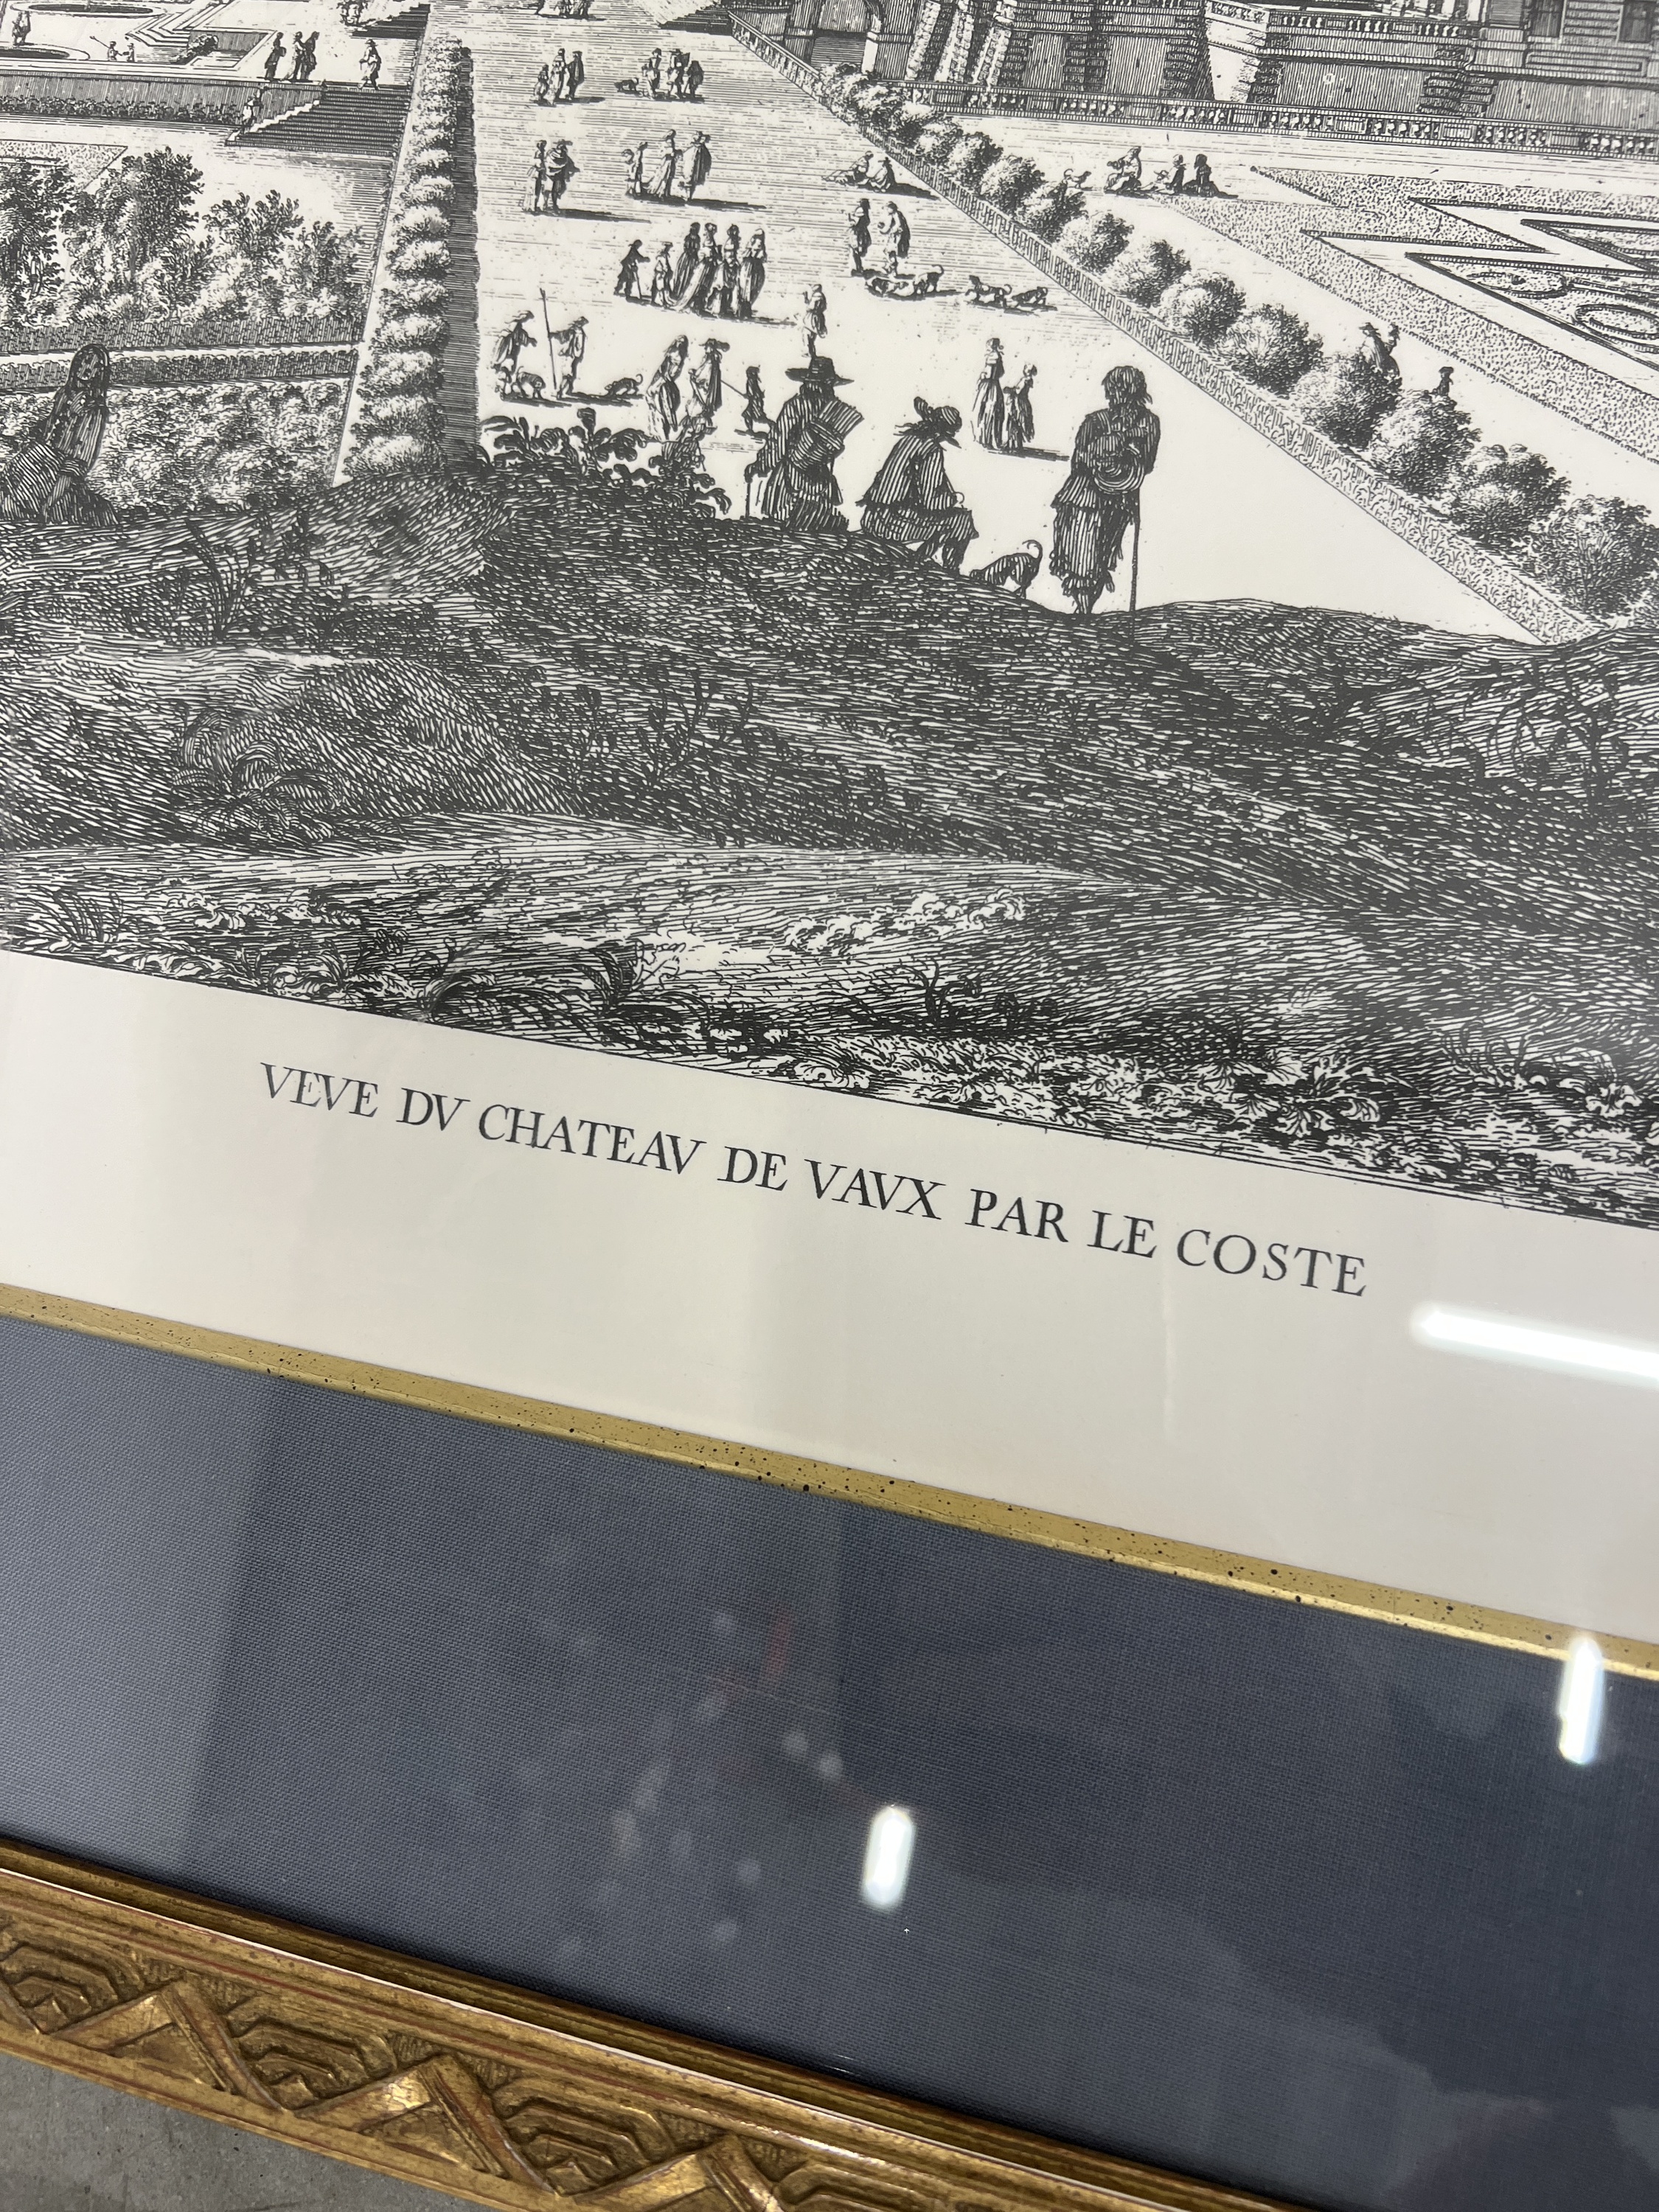 VEVE DV CHATEAV DE VAVX PAR LE COSTE